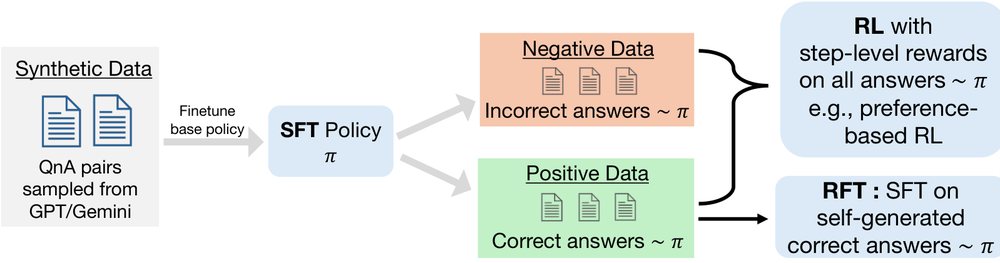 Synthetic Data
QnA pairs
sampled from
GPT/Gemini
Finetune
base policy
SFT Policy
π
Negative Data
Incorrect answers ~ π
Positive Data
Correct answers ~ π
RL with
step-level rewards
on all answers ~ π
e.g., preference-
based RL
RFT : SFT on
self-generated
correct answers ~ π